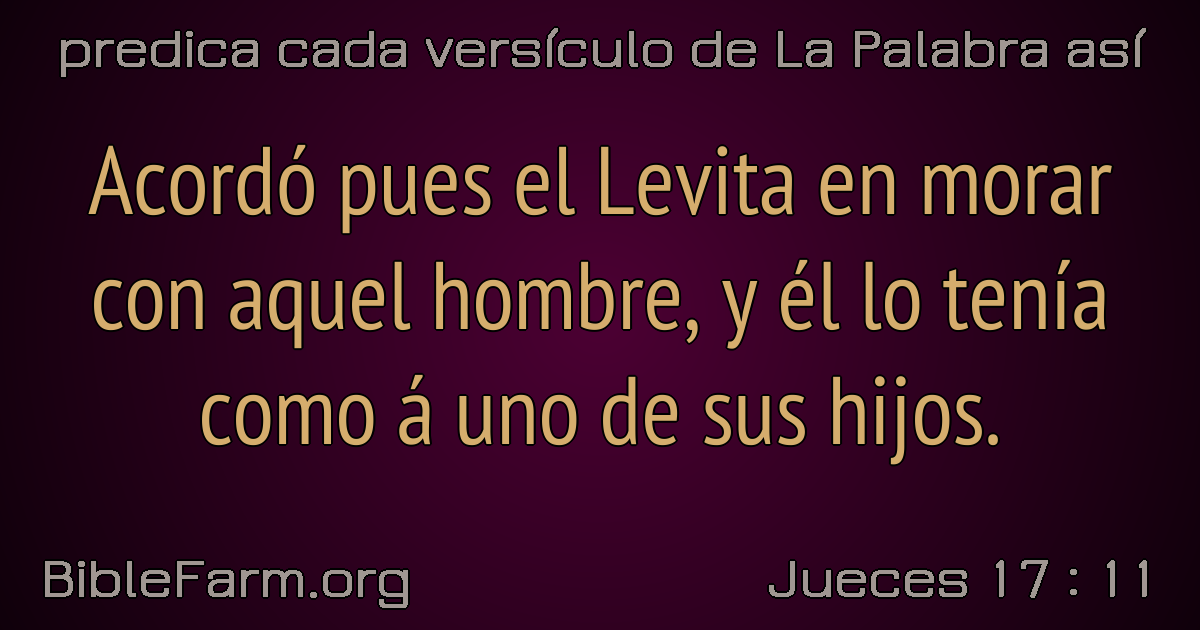 predica cada versículo de La Palabra así
Acordó pues el Levita en morar
con aquel hombre, y él lo tenía
como á uno de sus hijos.
BibleFarm.org
Jueces 17 : 11